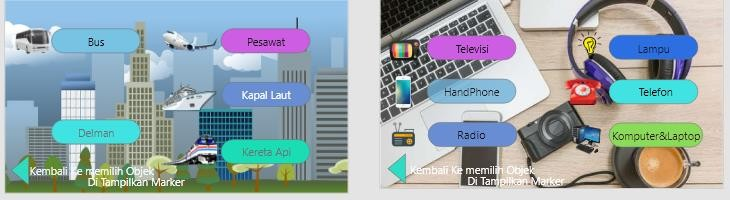 Bus
Pesawat
Kapal Laut
Delman
Kereta Api
Kembali Ke memilih Objek
Di Tampilkan Marker
Televisi
Lampu
HandPhone
Telefon
Radio
Komputer&Laptop
Kembali Ke memilih Objek
Di Tampilkan Marker